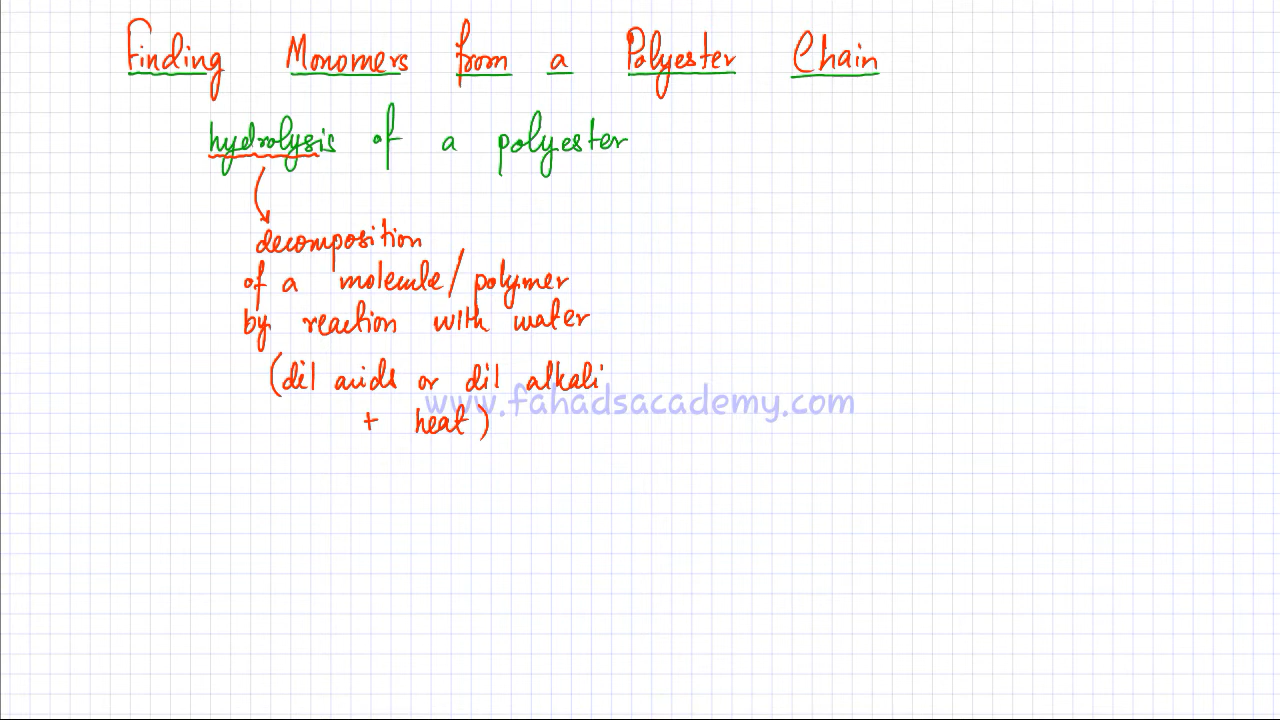 Finding Monomers from a Polyester Chain
hydrolysis of a polyester
decomposition
of a molecule/polymer
by reaction with water
(dil acids or dil alkali
www.fahadsacademy.com
+ heat)